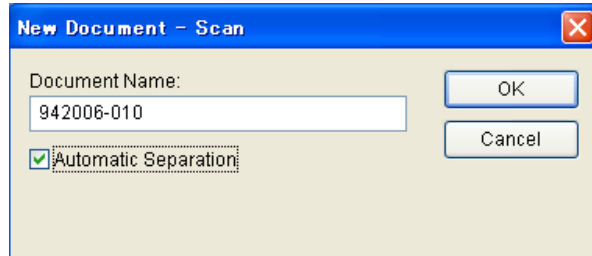 New Document - Scan
Document Name:
942006-010
Automatic Separation
OK
Cancel